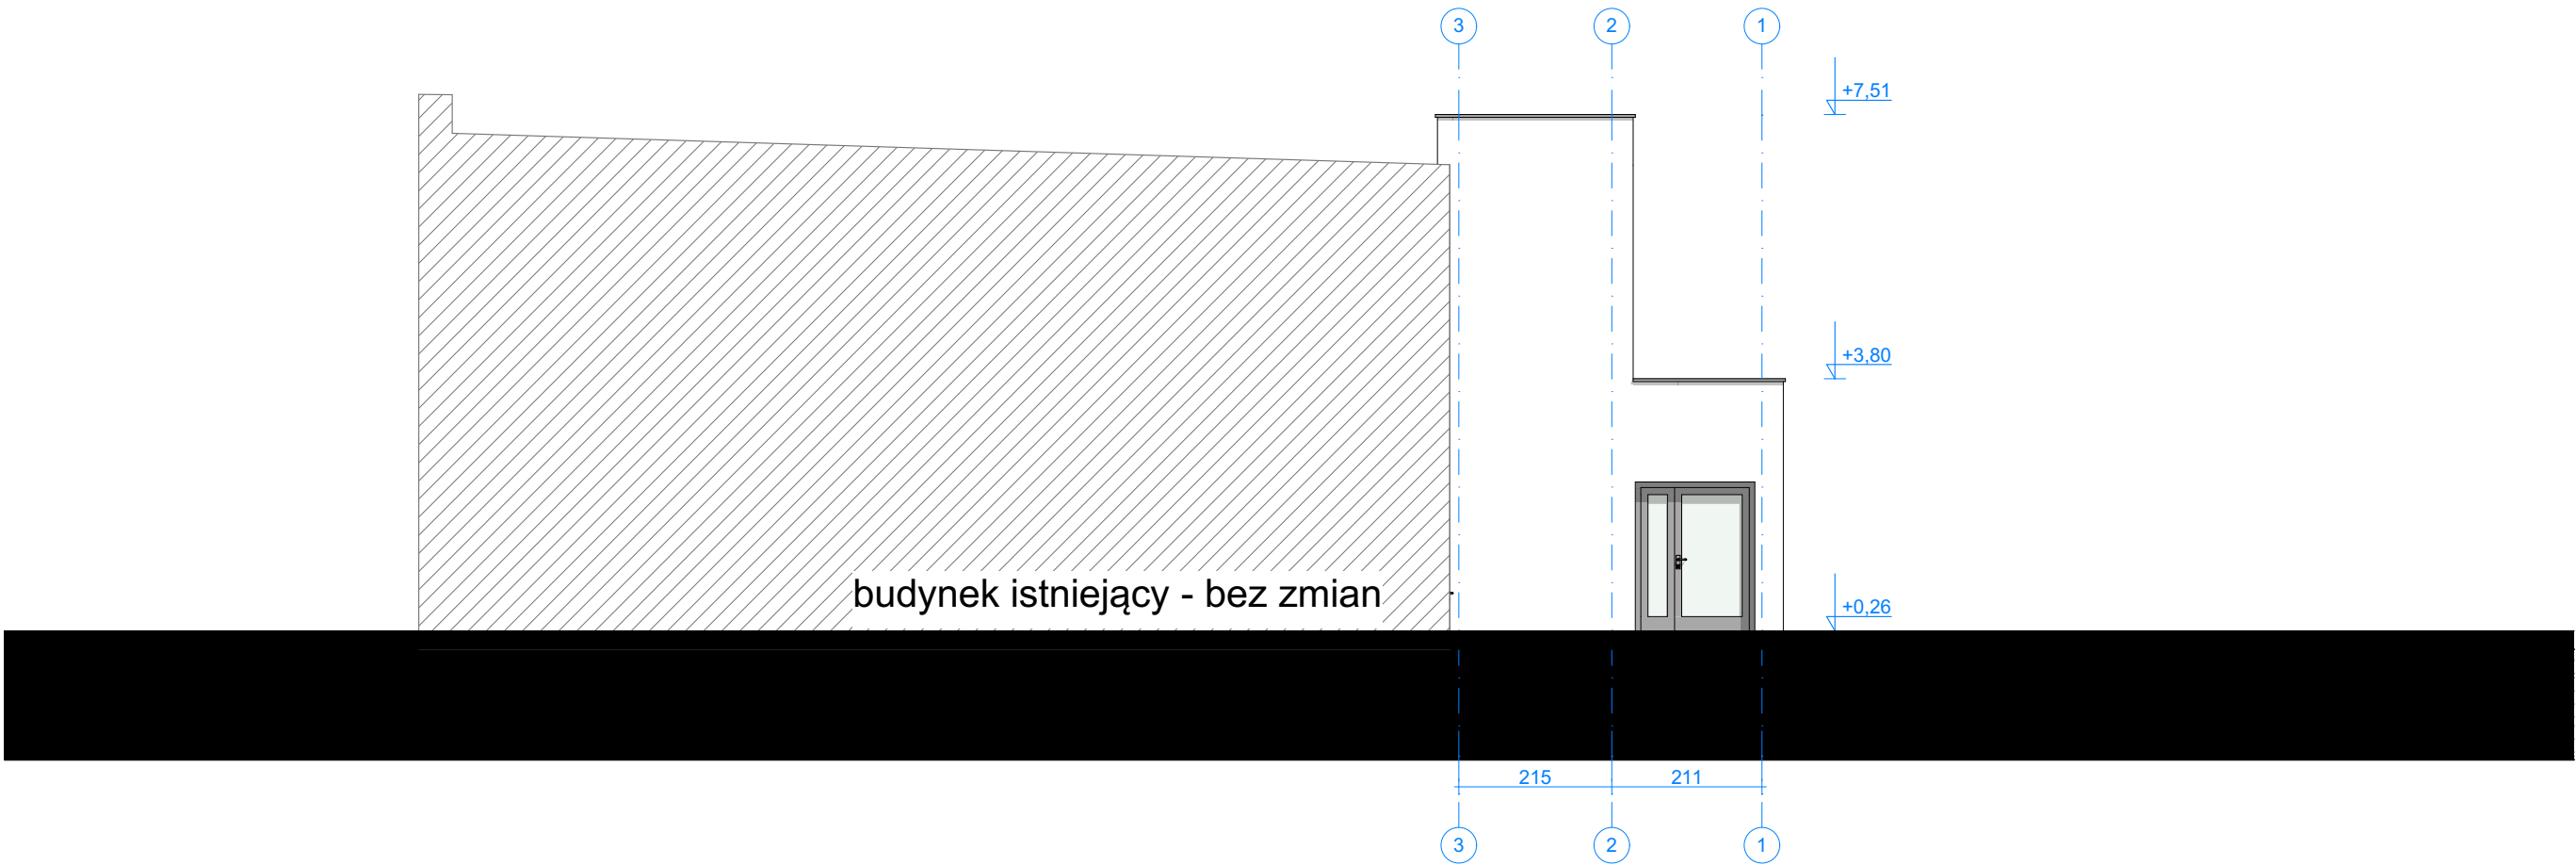 3 2 1
+7,51
+3,80
+0,26
budynek istniejący - bez zmian
215 211
3 2 1